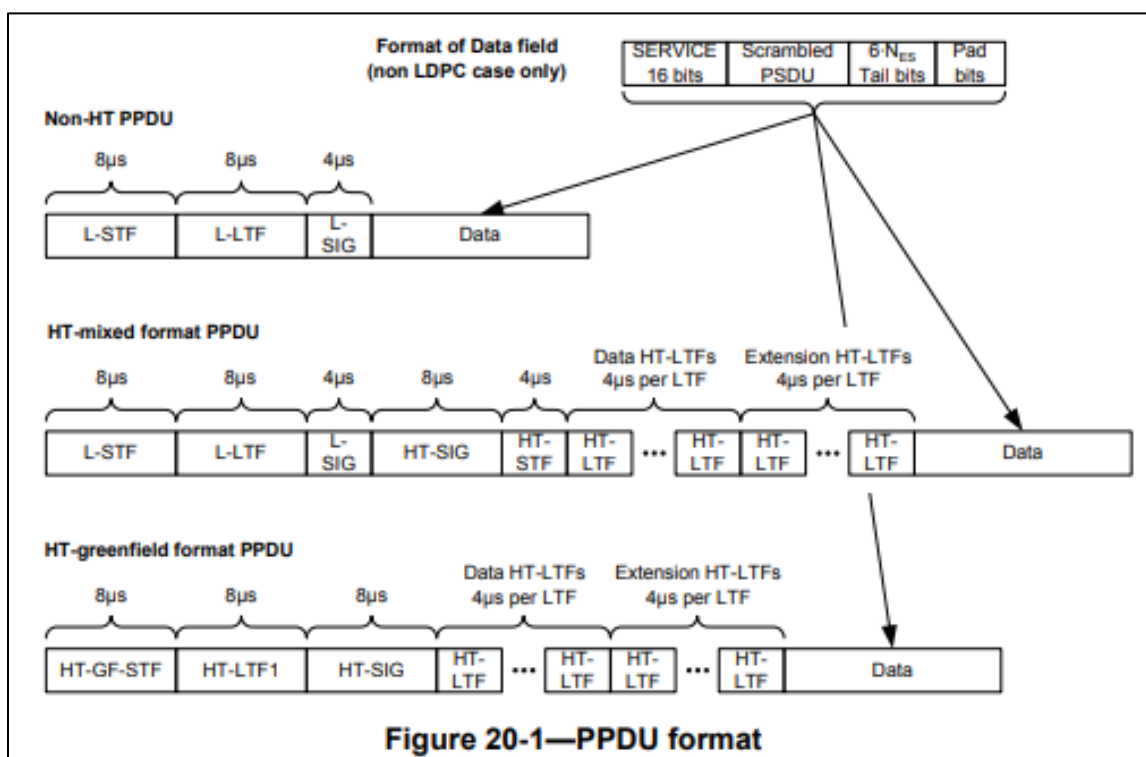 Format of Data field
(non LDPC case only)
SERVICE 16 bits
Scrambled PSDU
6·N_ES Tail bits
Pad bits
Non-HT PPDU
8µs 8µs 4µs
L-STF L-LTF L-SIG Data
HT-mixed format PPDU
Data HT-LTFs
4µs per LTF
Extension HT-LTFs
4µs per LTF
8µs 8µs 4µs 8µs 4µs
L-STF L-LTF L-SIG HT-SIG HT-STF HT-LTF ••• HT-LTF HT-LTF ••• HT-LTF Data
HT-greenfield format PPDU
Data HT-LTFs
4µs per LTF
Extension HT-LTFs
4µs per LTF
8µs 8µs 8µs
HT-GF-STF HT-LTF1 HT-SIG HT-LTF ••• HT-LTF HT-LTF ••• HT-LTF Data
Figure 20-1—PPDU format